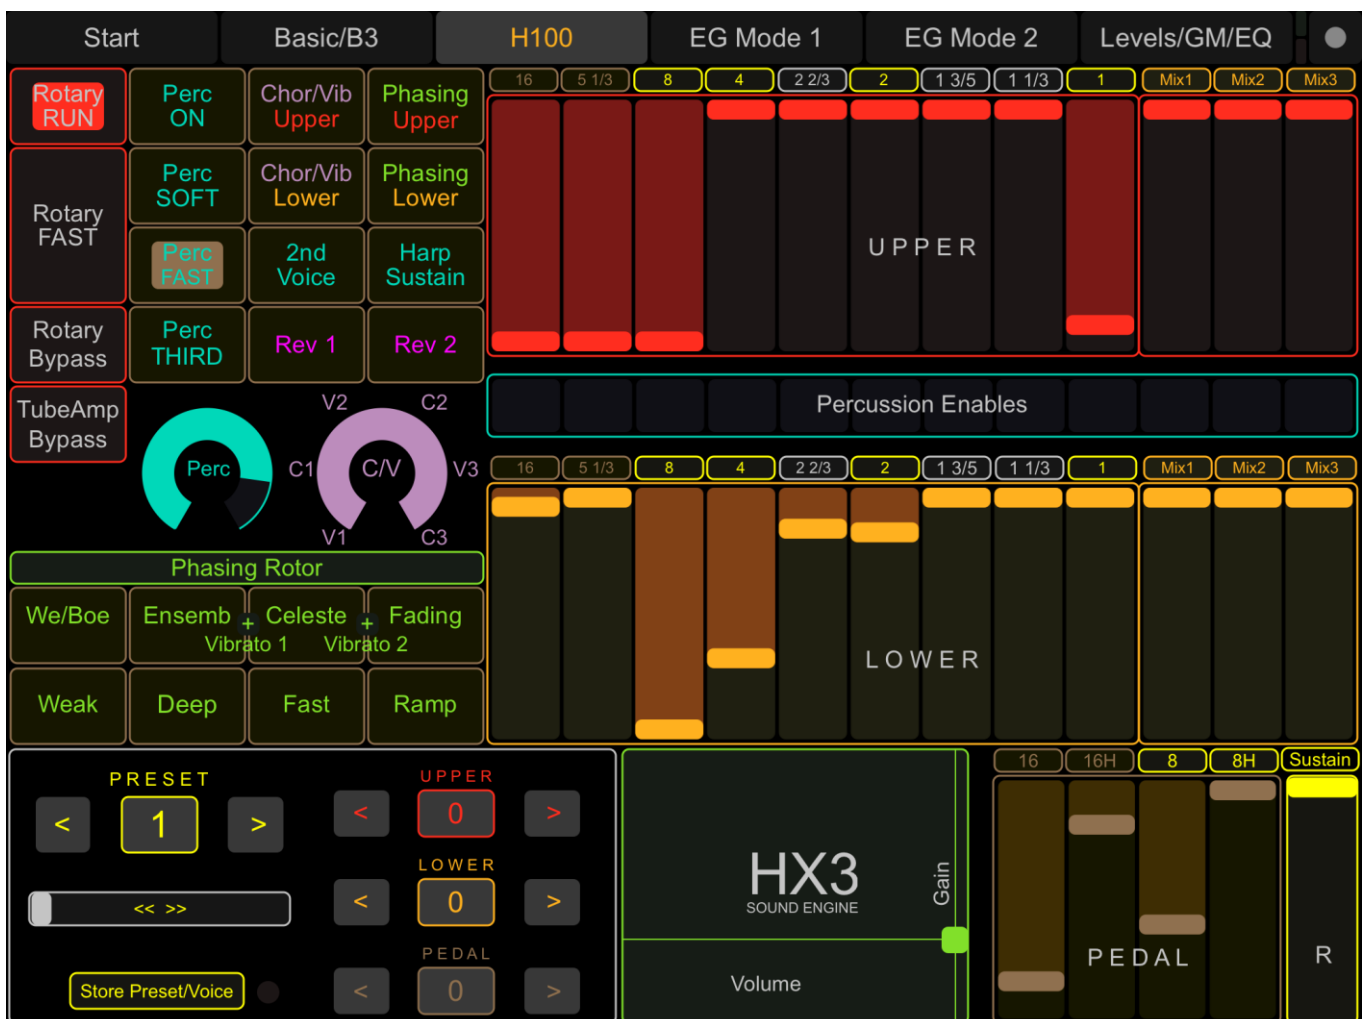 Start Basic/B3 H100 EG Mode 1 EG Mode 2 Levels/GM/EQ
Rotary
RUN
Perc
ON
Chor/Vib
Upper
Phasing
Upper
Rotary
FAST
Perc
SOFT
Chor/Vib
Lower
Phasing
Lower
Perc
FAST
2nd
Voice
Harp
Sustain
Rotary
Bypass
Perc
THIRD
Rev 1
Rev 2
TubeAmp
Bypass
Perc
V2 C2
C1 C/V V3
V1 C3
16 5 1/3 8 4 2 2/3 2 1 3/5 1 1/3 1 Mix1 Mix2 Mix3
UPPER
Percussion Enables
16 5 1/3 8 4 2 2/3 2 1 3/5 1 1/3 1 Mix1 Mix2 Mix3
LOWER
Phasing Rotor
We/Boe Ensemb + Celeste + Fading
Vibrato 1 Vibrato 2
Weak Deep Fast Ramp
PRESET
< 1 >
<< >>
Store Preset/Voice
UPPER
< 0 >
LOWER
< 0 >
PEDAL
< 0 >
HX3
SOUND ENGINE
Gain
Volume
16 16H 8 8H Sustain
PEDAL R